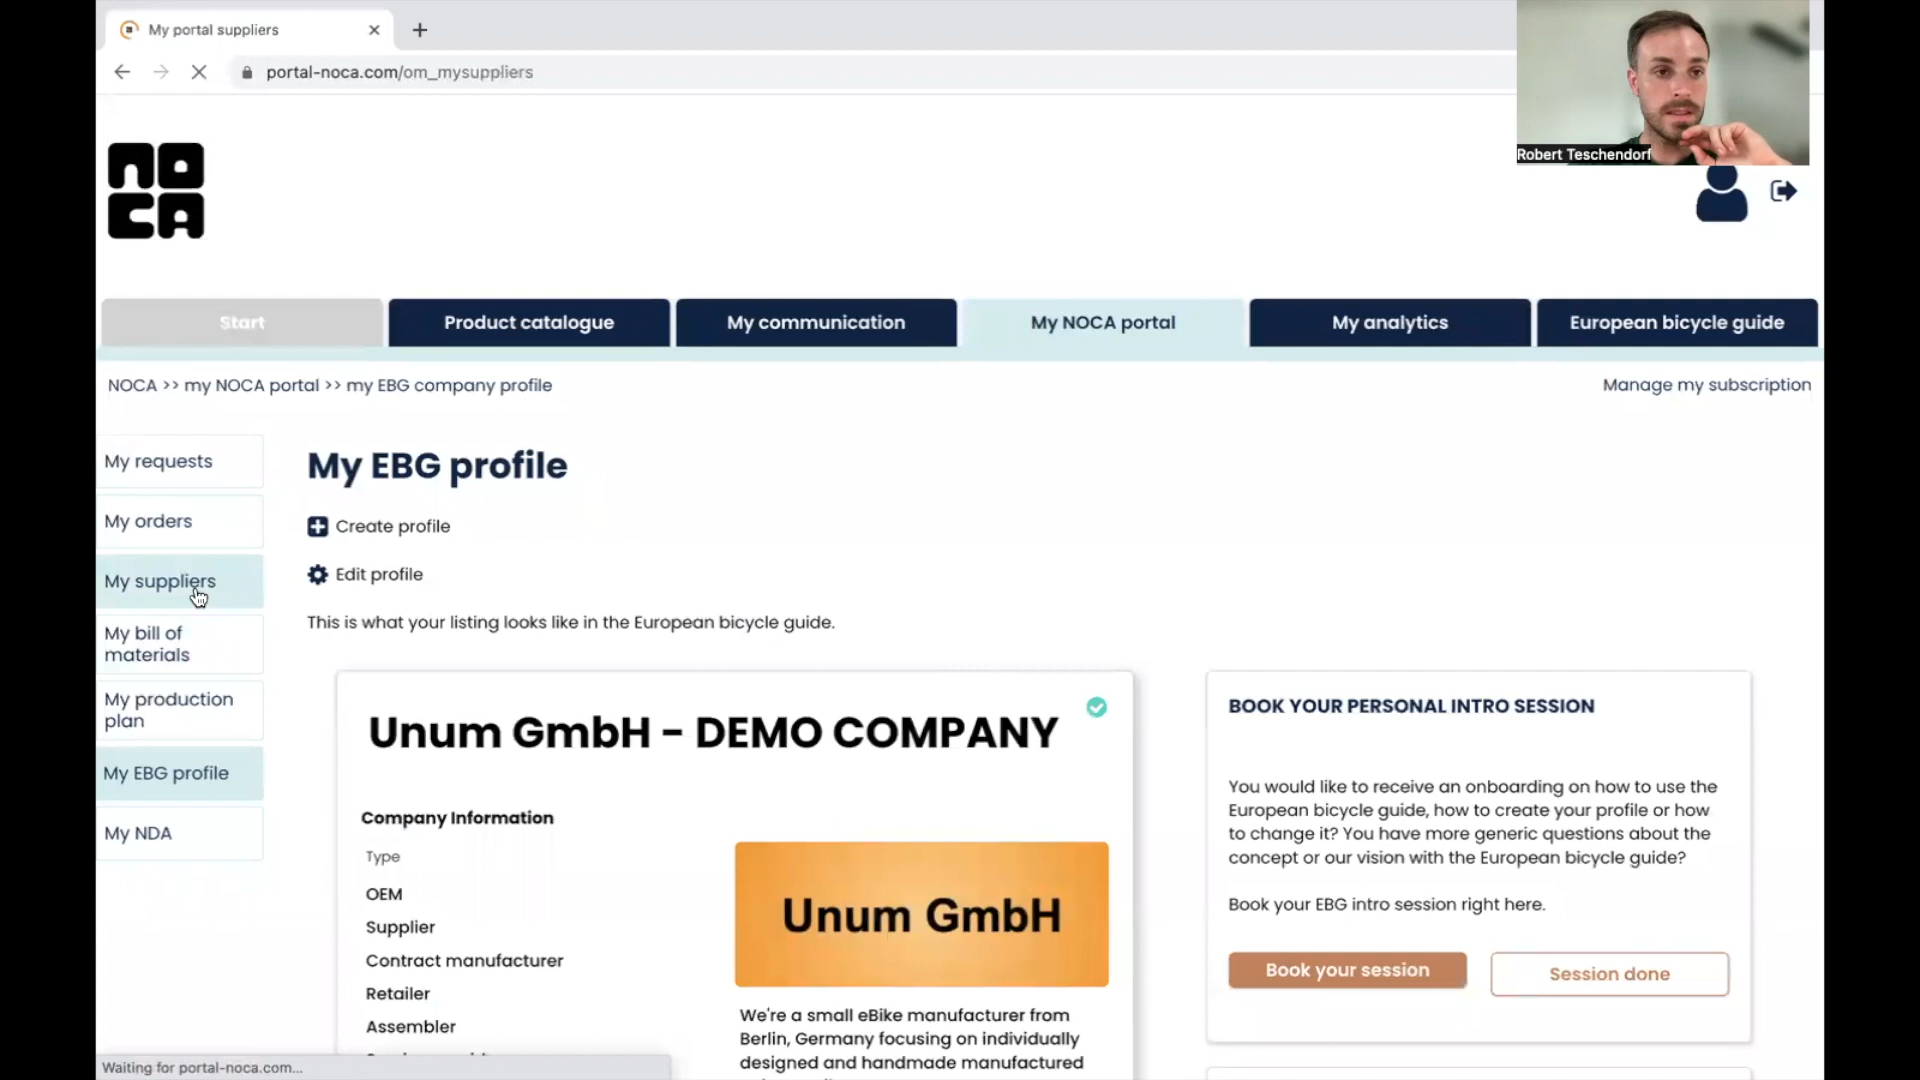 My portal suppliers
portal-noca.com/om_mysuppliers
Robert Teschendorf
NOCA
Start
Product catalogue
My communication
My NOCA portal
My analytics
European bicycle guide
NOCA >> my NOCA portal >> my EBG company profile
Manage my subscription
My requests
My orders
My suppliers
My bill of
materials
My production
plan
My EBG profile
My NDA
My EBG profile
Create profile
Edit profile
This is what your listing looks like in the European bicycle guide.
Unum GmbH - DEMO COMPANY
Company Information
Type
OEM
Supplier
Contract manufacturer
Retailer
Assembler
Unum GmbH
We're a small eBike manufacturer from
Berlin, Germany focusing on individually
designed and handmade manufactured
BOOK YOUR PERSONAL INTRO SESSION
You would like to receive an onboarding on how to use the
European bicycle guide, how to create your profile or how
to change it? You have more generic questions about the
concept or our vision with the European bicycle guide?
Book your EBG intro session right here.
Book your session
Session done
Waiting for portal-noca.com...